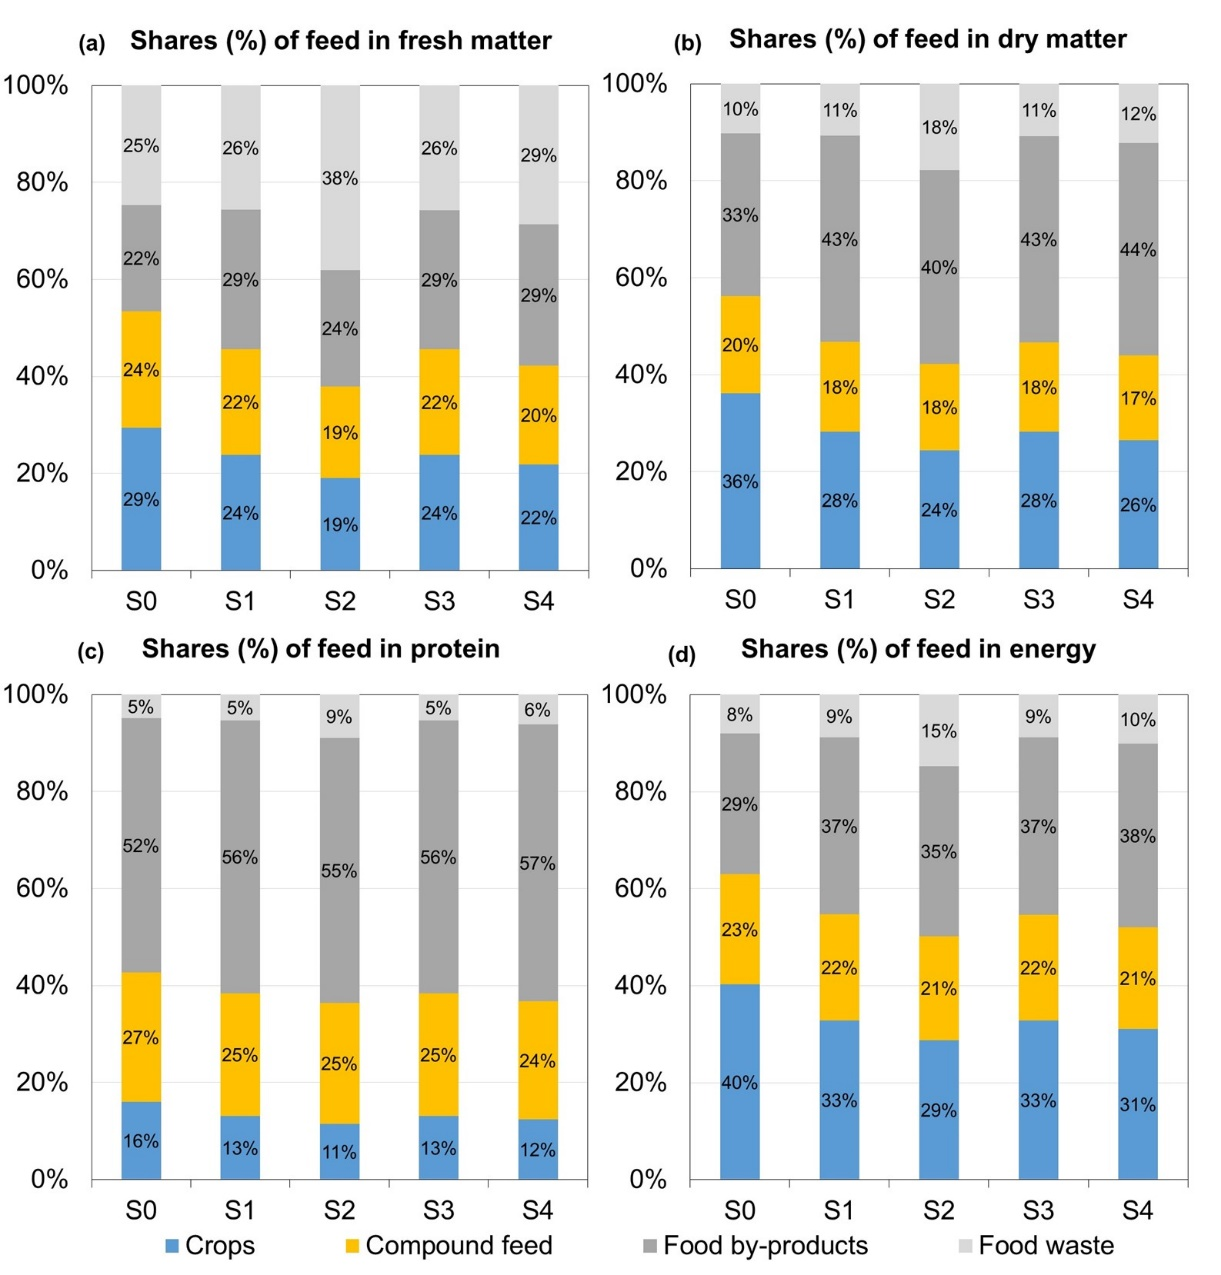 (a) Shares (%) of feed in fresh matter
100%
80%
60%
40%
20%
0%
25% 26% 38% 26% 29%
22% 29% 24% 29% 29%
24% 22% 19% 22% 20%
29% 24% 19% 24% 22%
S0 S1 S2 S3 S4
(b) Shares (%) of feed in dry matter
100%
80%
60%
40%
20%
0%
10% 11% 18% 11% 12%
33% 43% 40% 43% 44%
20% 18% 18% 18% 17%
36% 28% 24% 28% 26%
S0 S1 S2 S3 S4
(c) Shares (%) of feed in protein
100%
80%
60%
40%
20%
0%
5% 5% 9% 5% 6%
52% 56% 55% 56% 57%
27% 25% 25% 25% 24%
16% 13% 11% 13% 12%
S0 S1 S2 S3 S4
(d) Shares (%) of feed in energy
100%
80%
60%
40%
20%
0%
8% 9% 15% 9% 10%
29% 37% 35% 37% 38%
23% 22% 21% 22% 21%
40% 33% 29% 33% 31%
S0 S1 S2 S3 S4
Crops Compound feed Food by-products Food waste